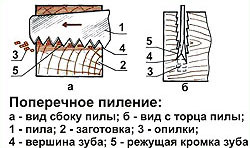 1
2
3
4
5
5
4
3
а
б
Поперечное пиление:
а - вид сбоку пилы; б - вид с торца пилы;
1 - пила; 2 - заготовка; 3 - опилки;
4 - вершина зуба; 5 - режущая кромка зуба